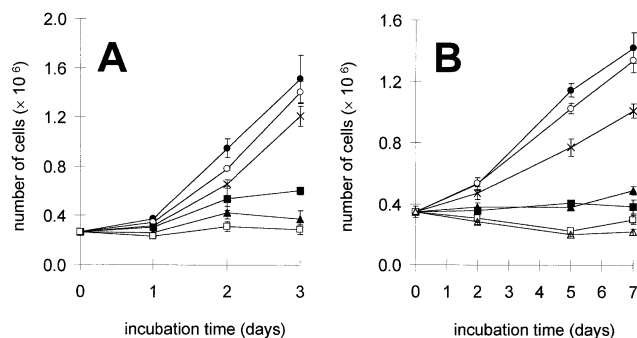 A
number of cells (× 10⁶)
2.0
1.6
1.2
0.8
0.4
0.0
0 1 2 3
incubation time (days)
B
number of cells (× 10⁶)
1.6
1.2
0.8
0.4
0.0
0 1 2 3 4 5 6 7
incubation time (days)